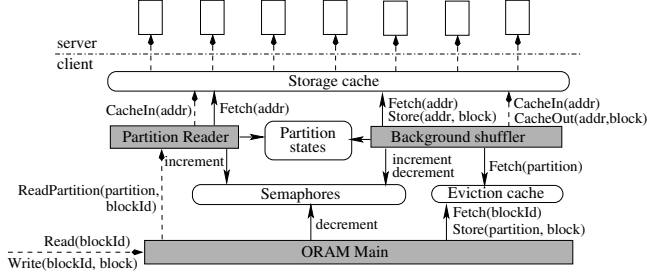 server
client
Storage cache
CacheIn(addr)
Fetch(addr)
Fetch(addr)
Store(addr, block)
CacheIn(addr)
CacheOut(addr,block)
Partition Reader
Partition
states
Background shuffler
increment
increment
decrement
Fetch(partition)
ReadPartition(partition,
blockId)
Semaphores
Eviction cache
decrement
Fetch(blockId)
Store(partition, block)
Read(blockId)
Write(blockId, block)
ORAM Main